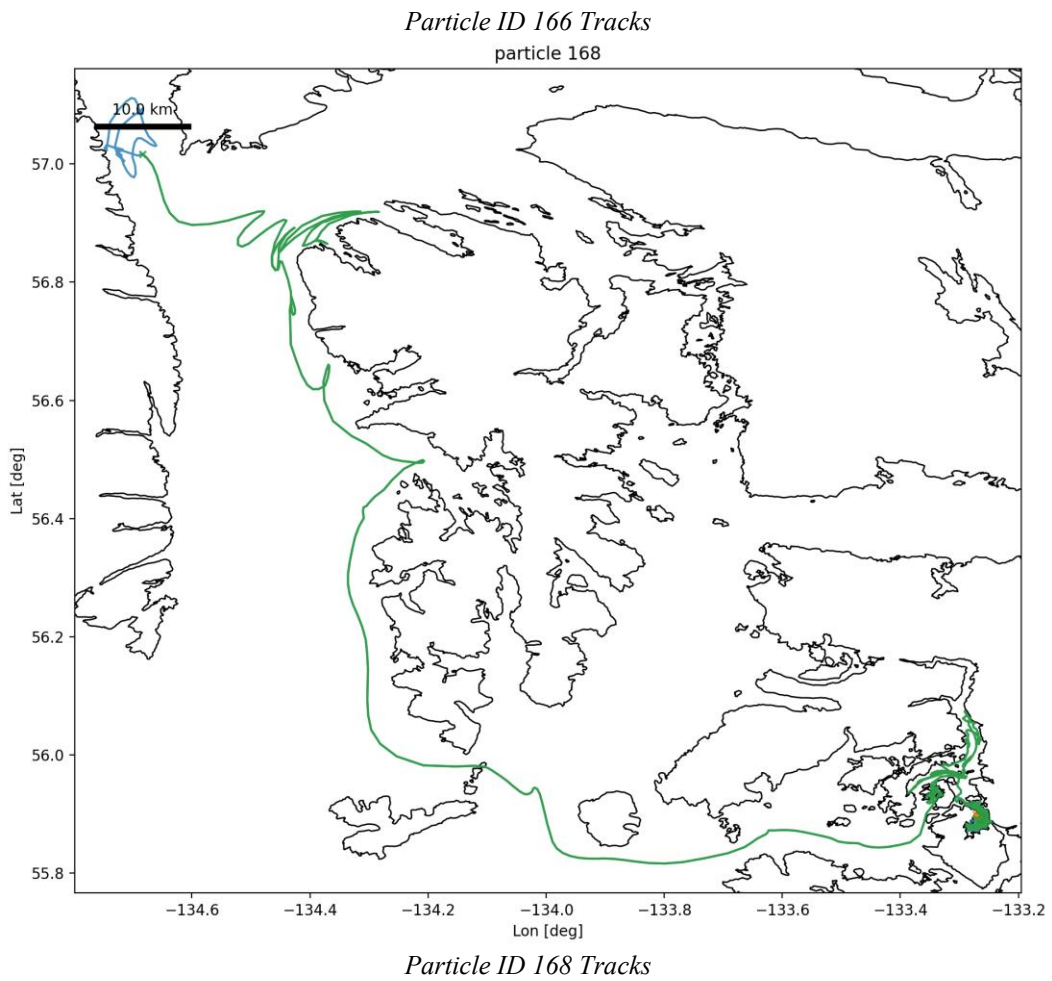 Particle ID 166 Tracks
particle 168
10.0 km
57.0
56.8
56.6
56.4
56.2
56.0
55.8
Lat [deg]
−134.6
−134.4
−134.2
−134.0
−133.8
−133.6
−133.4
−133.2
Lon [deg]
Particle ID 168 Tracks